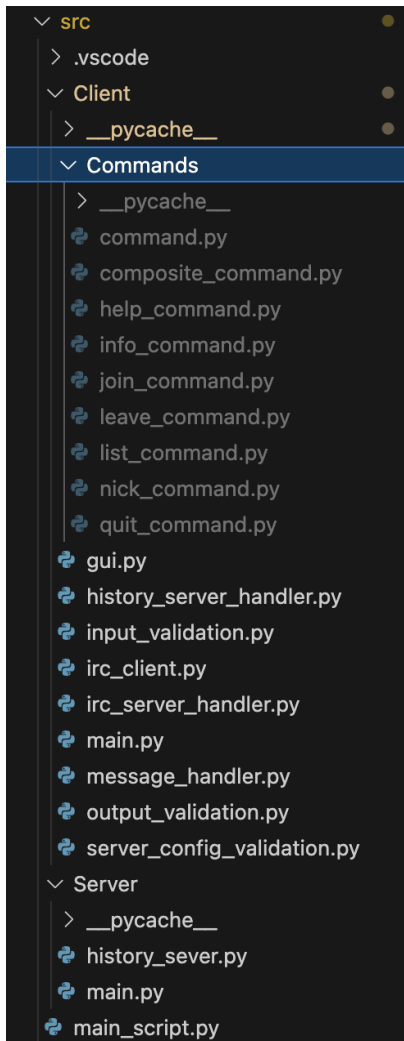 src
.vscode
Client
__pycache__
Commands
__pycache__
command.py
composite_command.py
help_command.py
info_command.py
join_command.py
leave_command.py
list_command.py
nick_command.py
quit_command.py
gui.py
history_server_handler.py
input_validation.py
irc_client.py
irc_server_handler.py
main.py
message_handler.py
output_validation.py
server_config_validation.py
Server
__pycache__
history_sever.py
main.py
main_script.py